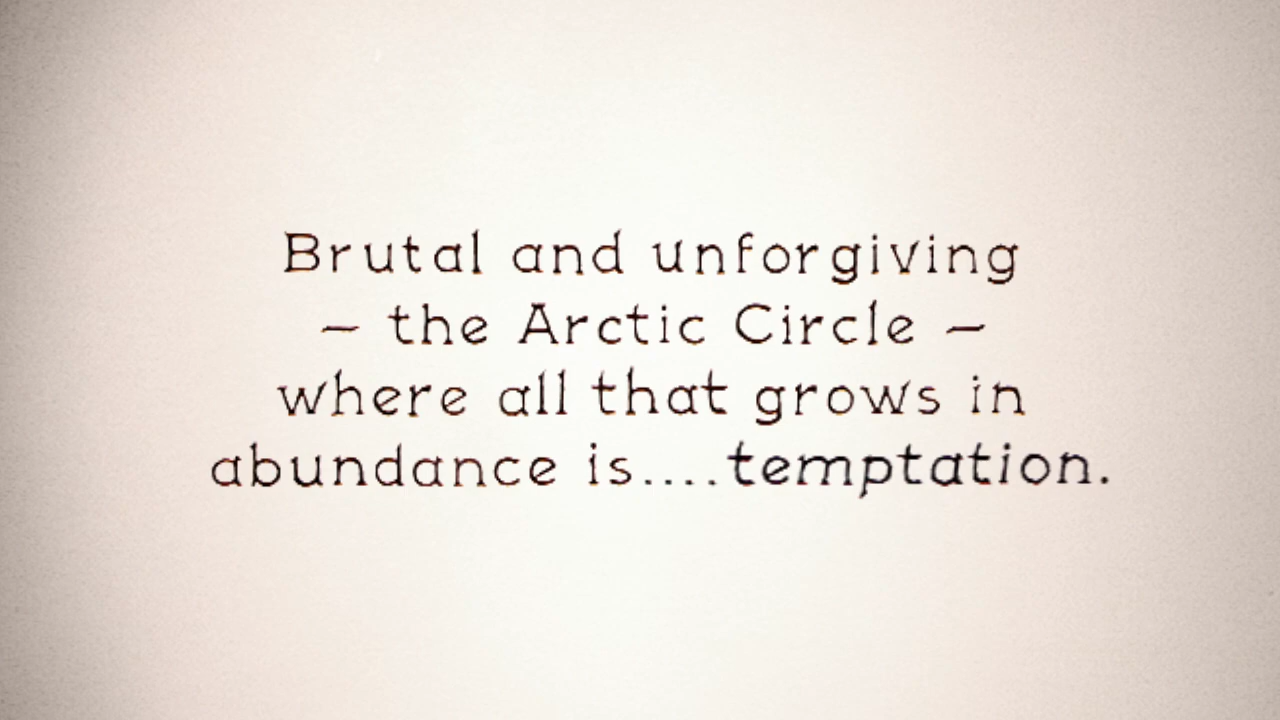 Brutal and unforgiving
– the Arctic Circle –
where all that grows in
abundance is....temptation.